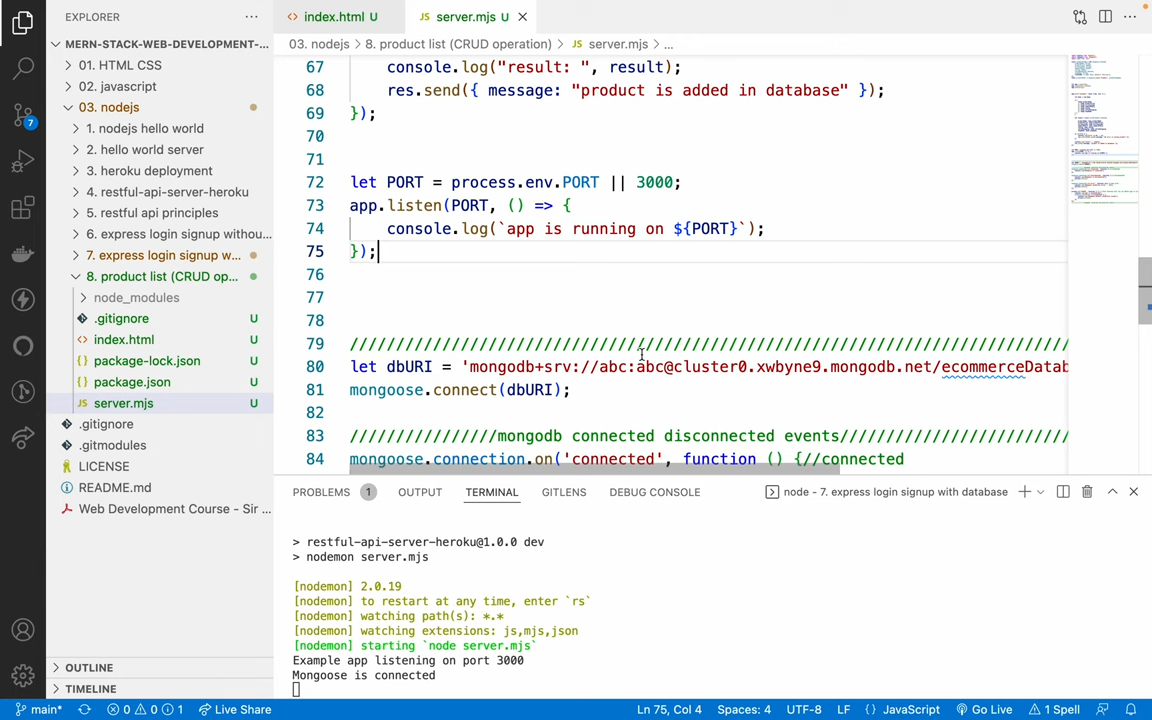 EXPLORER
index.html U
JS server.mjs U
MERN-STACK-WEB-DEVELOPMENT-...
01. HTML CSS
02. javascript
03. nodejs
1. nodejs hello world
2. hello world server
3. heroku deployment
4. restful-api-server-heroku
5. restful api principles
6. express login signup withou...
7. express login signup w...
8. product list (CRUD op...
node_modules
.gitignore U
index.html U
package-lock.json U
package.json U
JS server.mjs U
.gitignore
.gitmodules
LICENSE
README.md
Web Development Course - Sir ...
OUTLINE
TIMELINE
7
03. nodejs > 8. product list (CRUD operation) > JS server.mjs > ...
67 console.log("result: ", result);
68 res.send({ message: "product is added in database" });
69 });
70
71
72 let PORT = process.env.PORT || 3000;
73 app.listen(PORT, () => {
74 console.log(`app is running on ${PORT}`);
75 });
76
77
78
79 //////////////////////////////////////////////////////////////////////////////
80 let dbURI = 'mongodb+srv://abc:abc@cluster0.xwbyne9.mongodb.net/ecommerceDatab
81 mongoose.connect(dbURI);
82
83 ////////////////mongodb connected disconnected events/////////////////////////
84 mongoose.connection.on('connected', function () {//connected
PROBLEMS 1 OUTPUT TERMINAL GITLENS DEBUG CONSOLE
node - 7. express login signup with database
> restful-api-server-heroku@1.0.0 dev
> nodemon server.mjs
[nodemon] 2.0.19
[nodemon] to restart at any time, enter `rs`
[nodemon] watching path(s): *.*
[nodemon] watching extensions: js,mjs,json
[nodemon] starting `node server.mjs`
Example app listening on port 3000
Mongoose is connected
main* 0 0 1 Live Share
Ln 75, Col 4 Spaces: 4 UTF-8 LF {} JavaScript Go Live 1 Spell